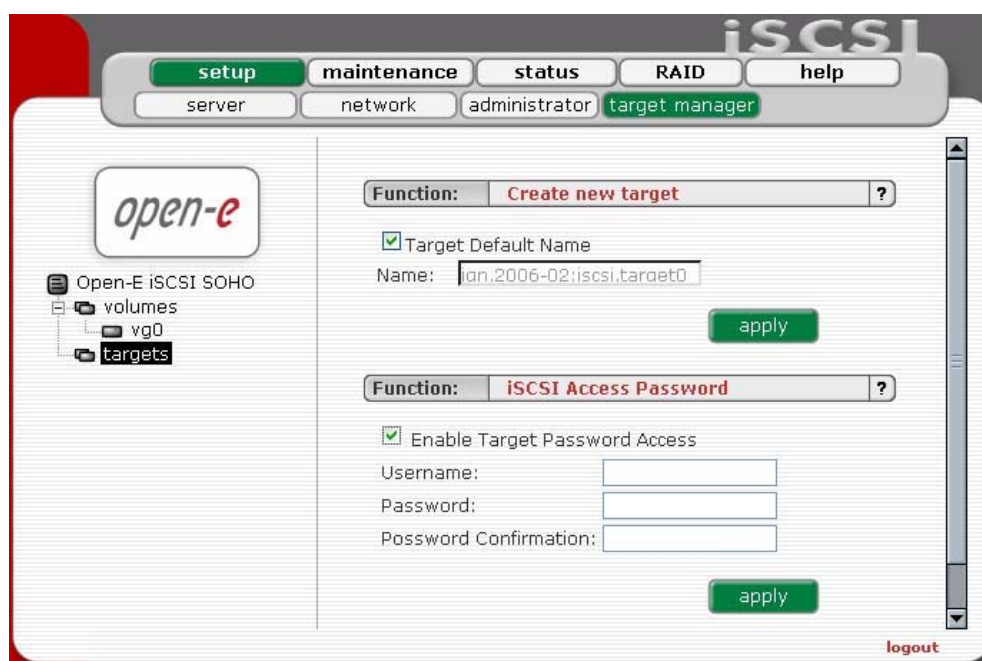 iSCSI
setup maintenance status RAID help
server network administrator target manager
open-e
Open-E iSCSI SOHO
volumes
vg0
targets
Function: Create new target ?
Target Default Name
Name: iqn.2006-02:iscsi.target0
apply
Function: iSCSI Access Password ?
Enable Target Password Access
Username:
Password:
Possword Confirmation:
apply
logout